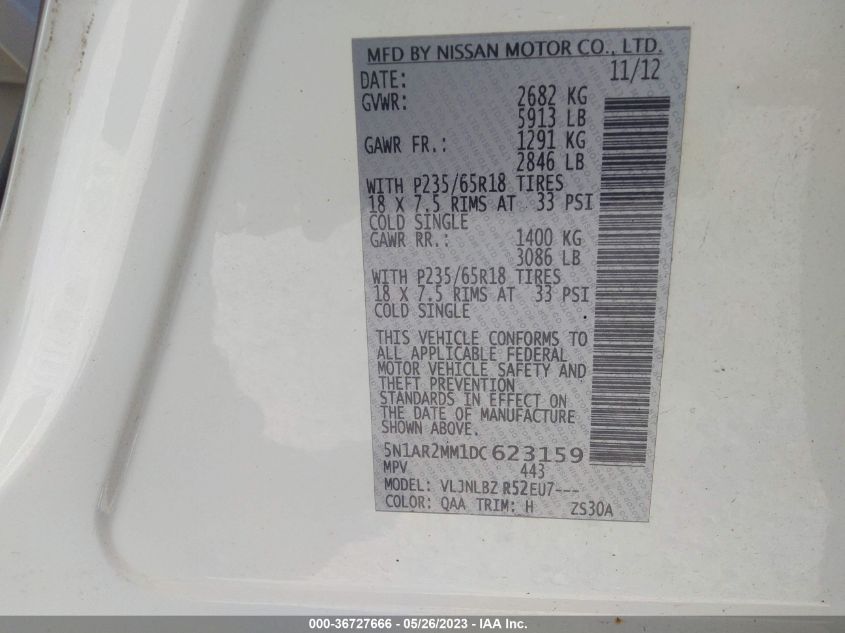 MFD BY NISSAN MOTOR CO., LTD.
DATE: 11/12
GVWR: 2682 KG
5913 LB
GAWR FR.: 1291 KG
2846 LB
WITH P235/65R18 TIRES
18 X 7.5 RIMS AT 33 PSI
COLD SINGLE
GAWR RR.: 1400 KG
3086 LB
WITH P235/65R18 TIRES
18 X 7.5 RIMS AT 33 PSI
COLD SINGLE
THIS VEHICLE CONFORMS TO
ALL APPLICABLE FEDERAL
MOTOR VEHICLE SAFETY AND
THEFT PREVENTION
STANDARDS IN EFFECT ON
THE DATE OF MANUFACTURE
SHOWN ABOVE.
5N1AR2MM1DC 623159
MPV 443
MODEL: VLJNLBZ R52EU7---
COLOR: QAA TRIM: H ZS30A
000-36727666 - 05/26/2023 - IAA Inc.